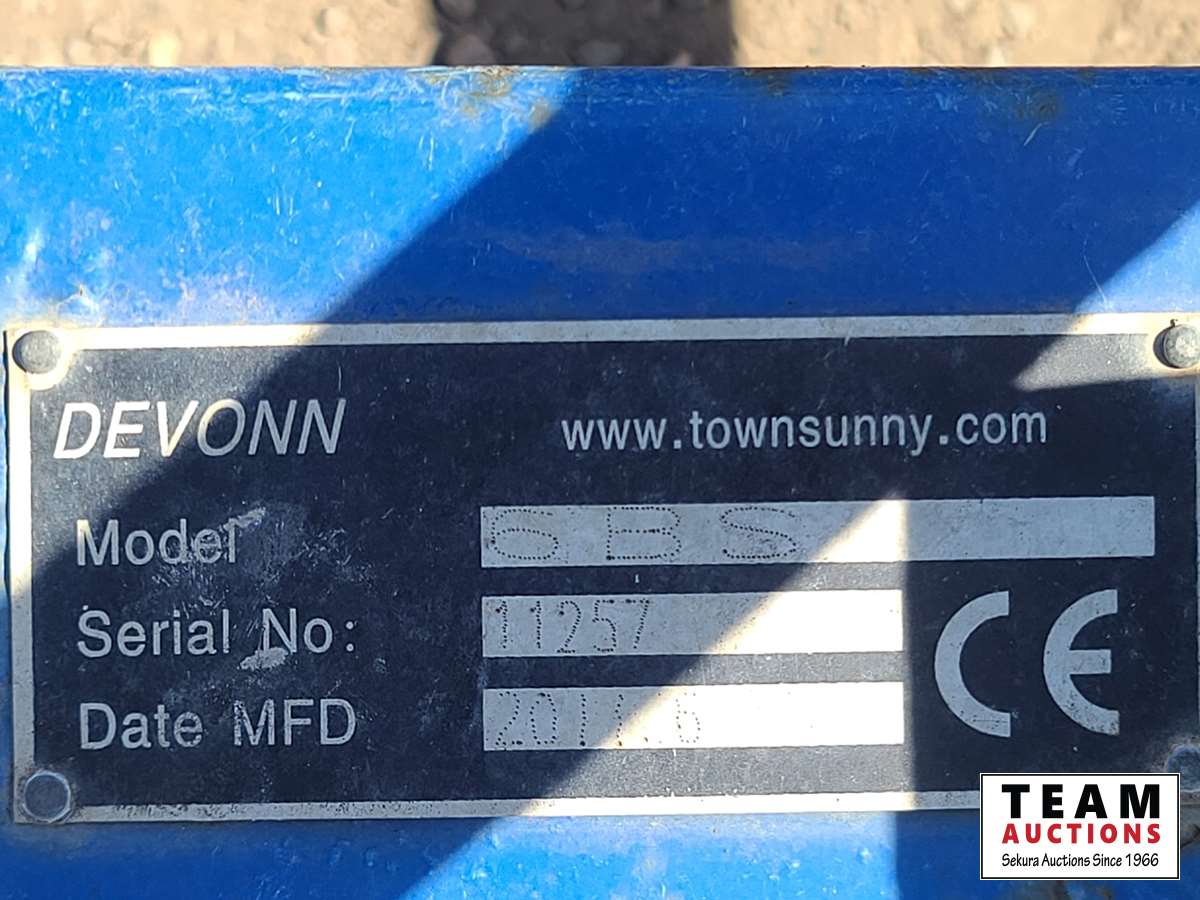 DEVONN www.townsunny.com
Model 6BS
Serial No: 11257
Date MFD
TEAM
AUCTIONS
Sekura Auctions Since 1966
CE